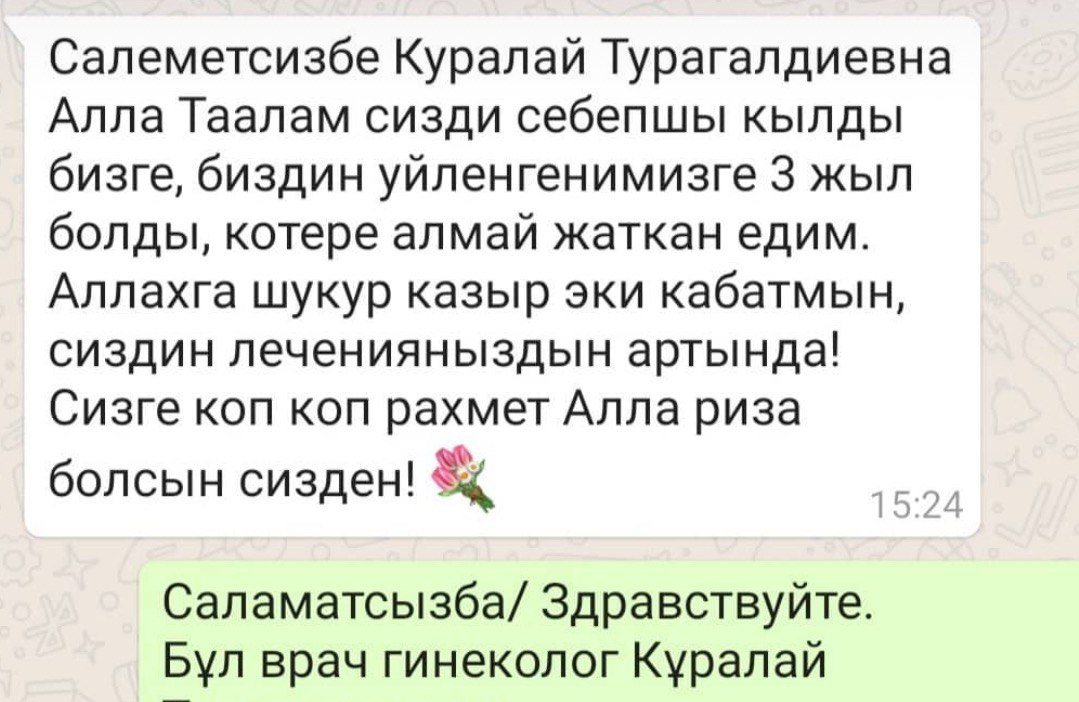 Салеметсизбе Куралай Турагалдиевна
Алла Таалам сизди себепшы кылды
бизге, биздин уйленгенимизге 3 жыл
болды, котере алмай жаткан едим.
Аллахга шукур казыр эки кабатмын,
сиздин леченияныздын артында!
Сизге коп коп рахмет Алла риза
болсын сизден! 💐
15:24
Саламатсызба/ Здравствуйте.
Бұл врач гинеколог Құралай